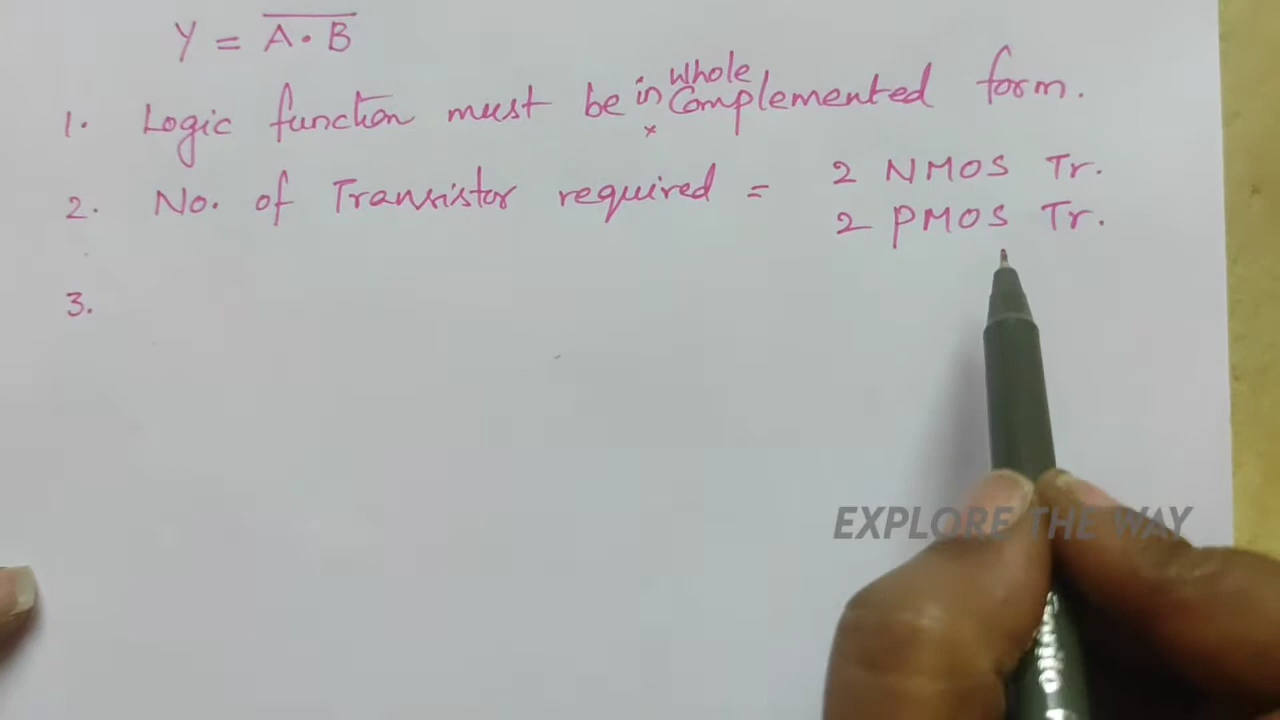 Y = \overline{A · B}
1. Logic function must be in whole complemented form.
2. No. of Transistor required = 2 NMOS Tr.
2 PMOS Tr.
3.
EXPLORE THE WAY